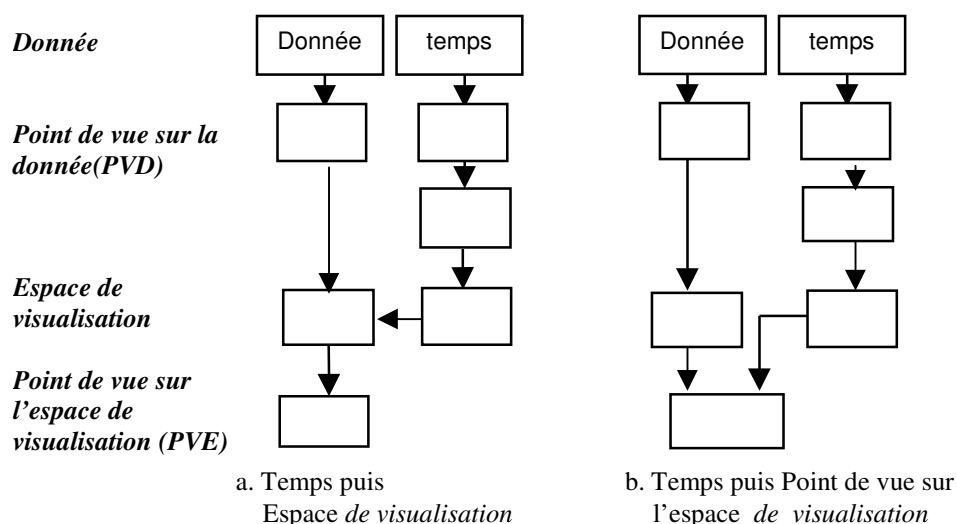 Donnée
Donnée temps
Donnée temps
Point de vue sur la
donnée(PVD)
Espace de
visualisation
Point de vue sur
l'espace de
visualisation (PVE)
a. Temps puis
Espace de visualisation
b. Temps puis Point de vue sur
l'espace de visualisation